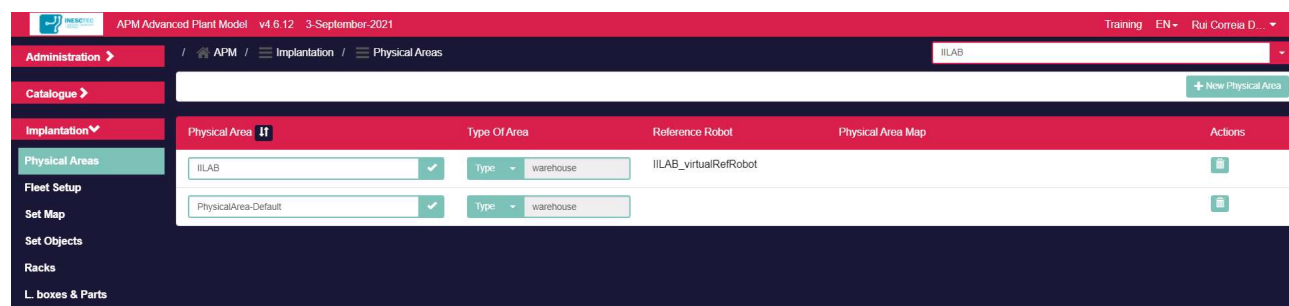 INESCTEC APM Advanced Plant Model v4.6.12 3-September-2021 Training EN Rui Correia D...
Administration / APM / Implantation / Physical Areas IILAB
Catalogue + New Physical Area
Implantation Physical Area Type Of Area Reference Robot Physical Area Map Actions
Physical Areas IILAB Type warehouse IILAB_virtualRefRobot
Fleet Setup
Set Map PhysicalArea-Default Type warehouse
Set Objects
Racks
L. boxes & Parts